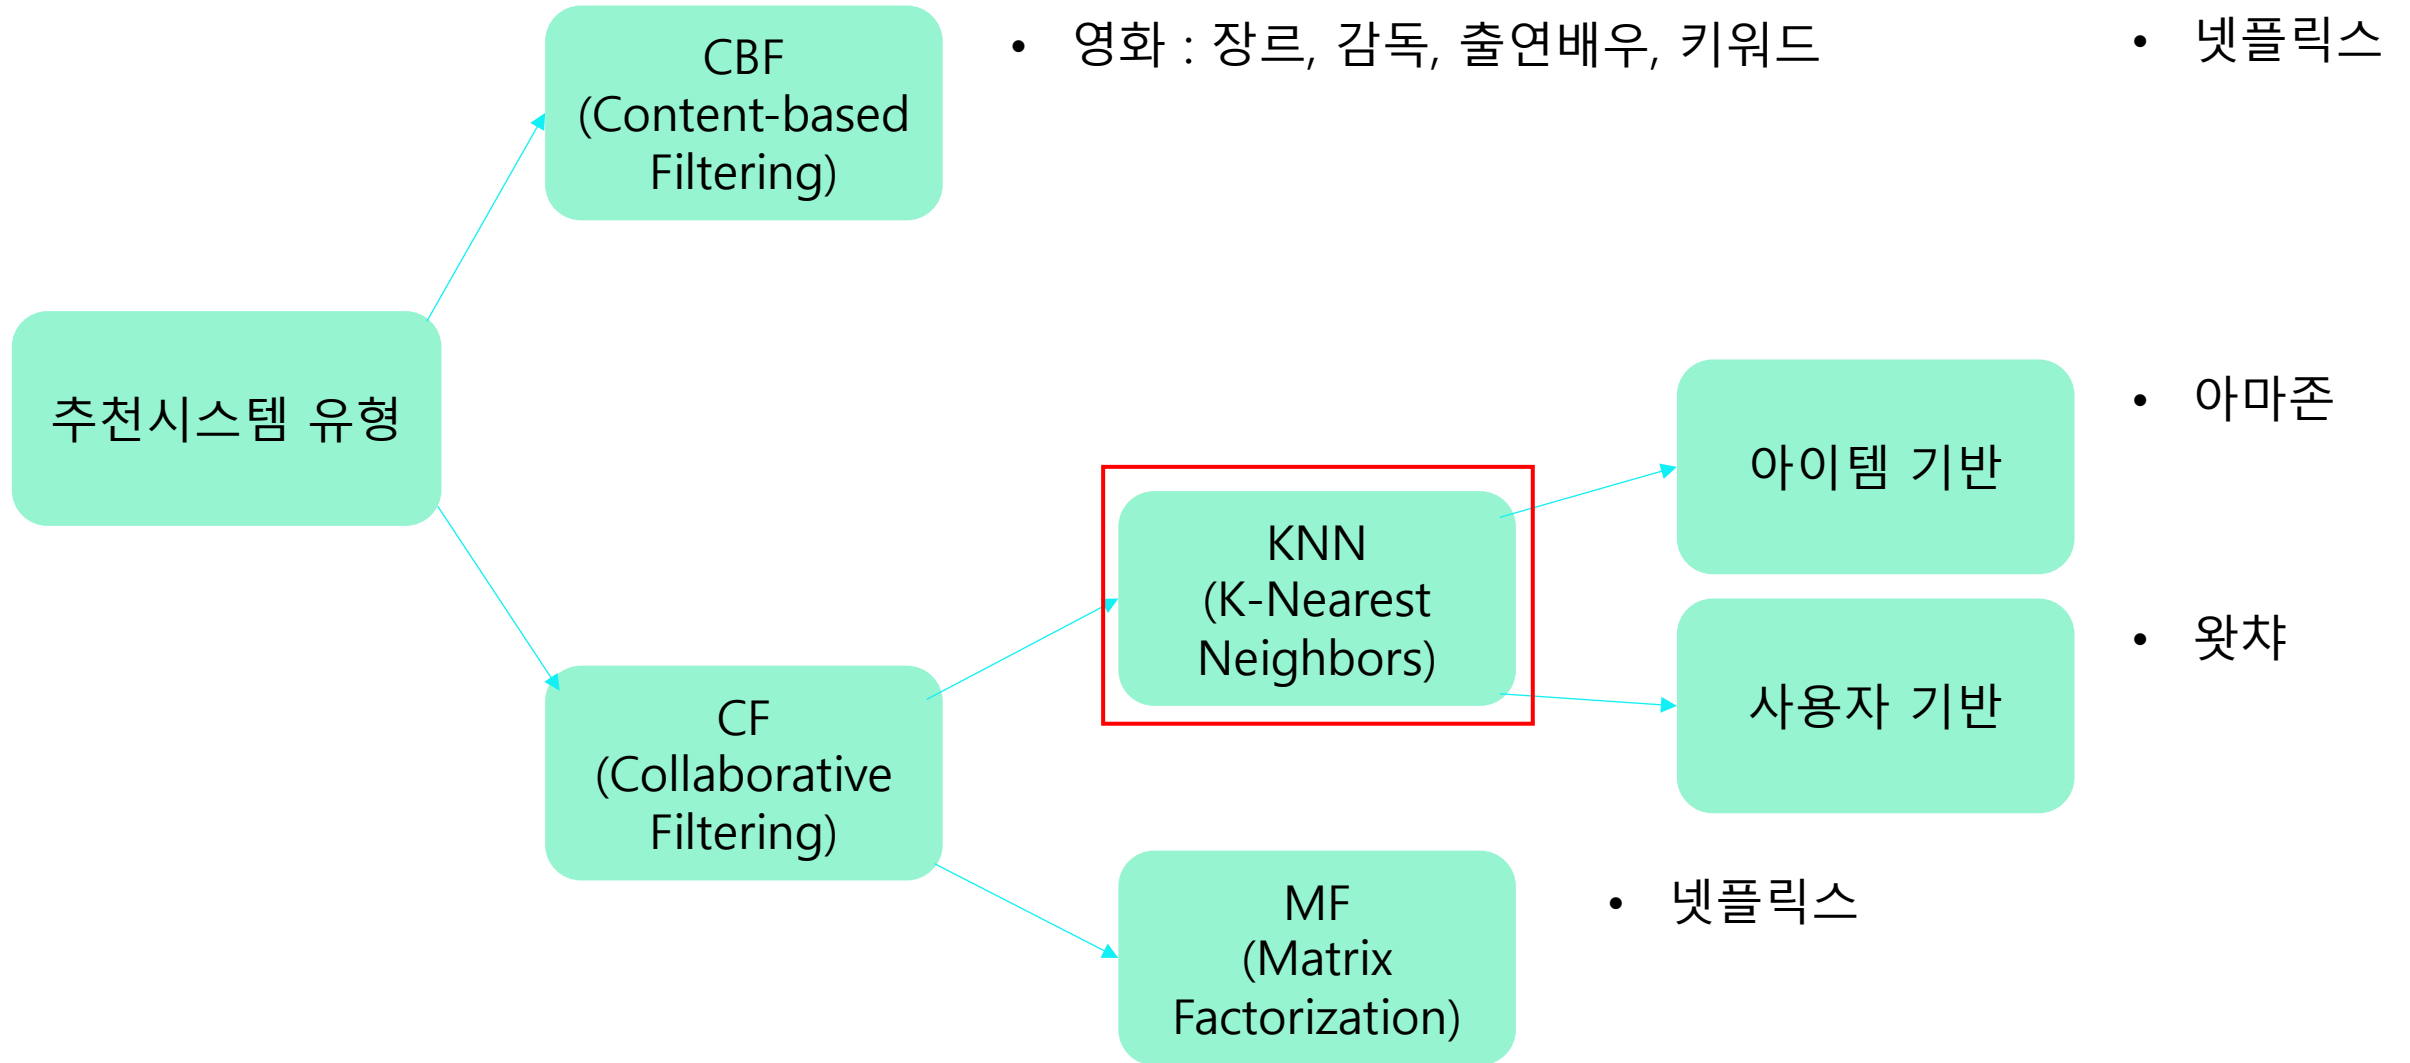 CBF
(Content-based
Filtering)
• 영화 : 장르, 감독, 출연배우, 키워드
• 넷플릭스
추천시스템 유형
아이템 기반
• 아마존
KNN
(K-Nearest
Neighbors)
사용자 기반
• 왓챠
CF
(Collaborative
Filtering)
MF
(Matrix
Factorization)
• 넷플릭스